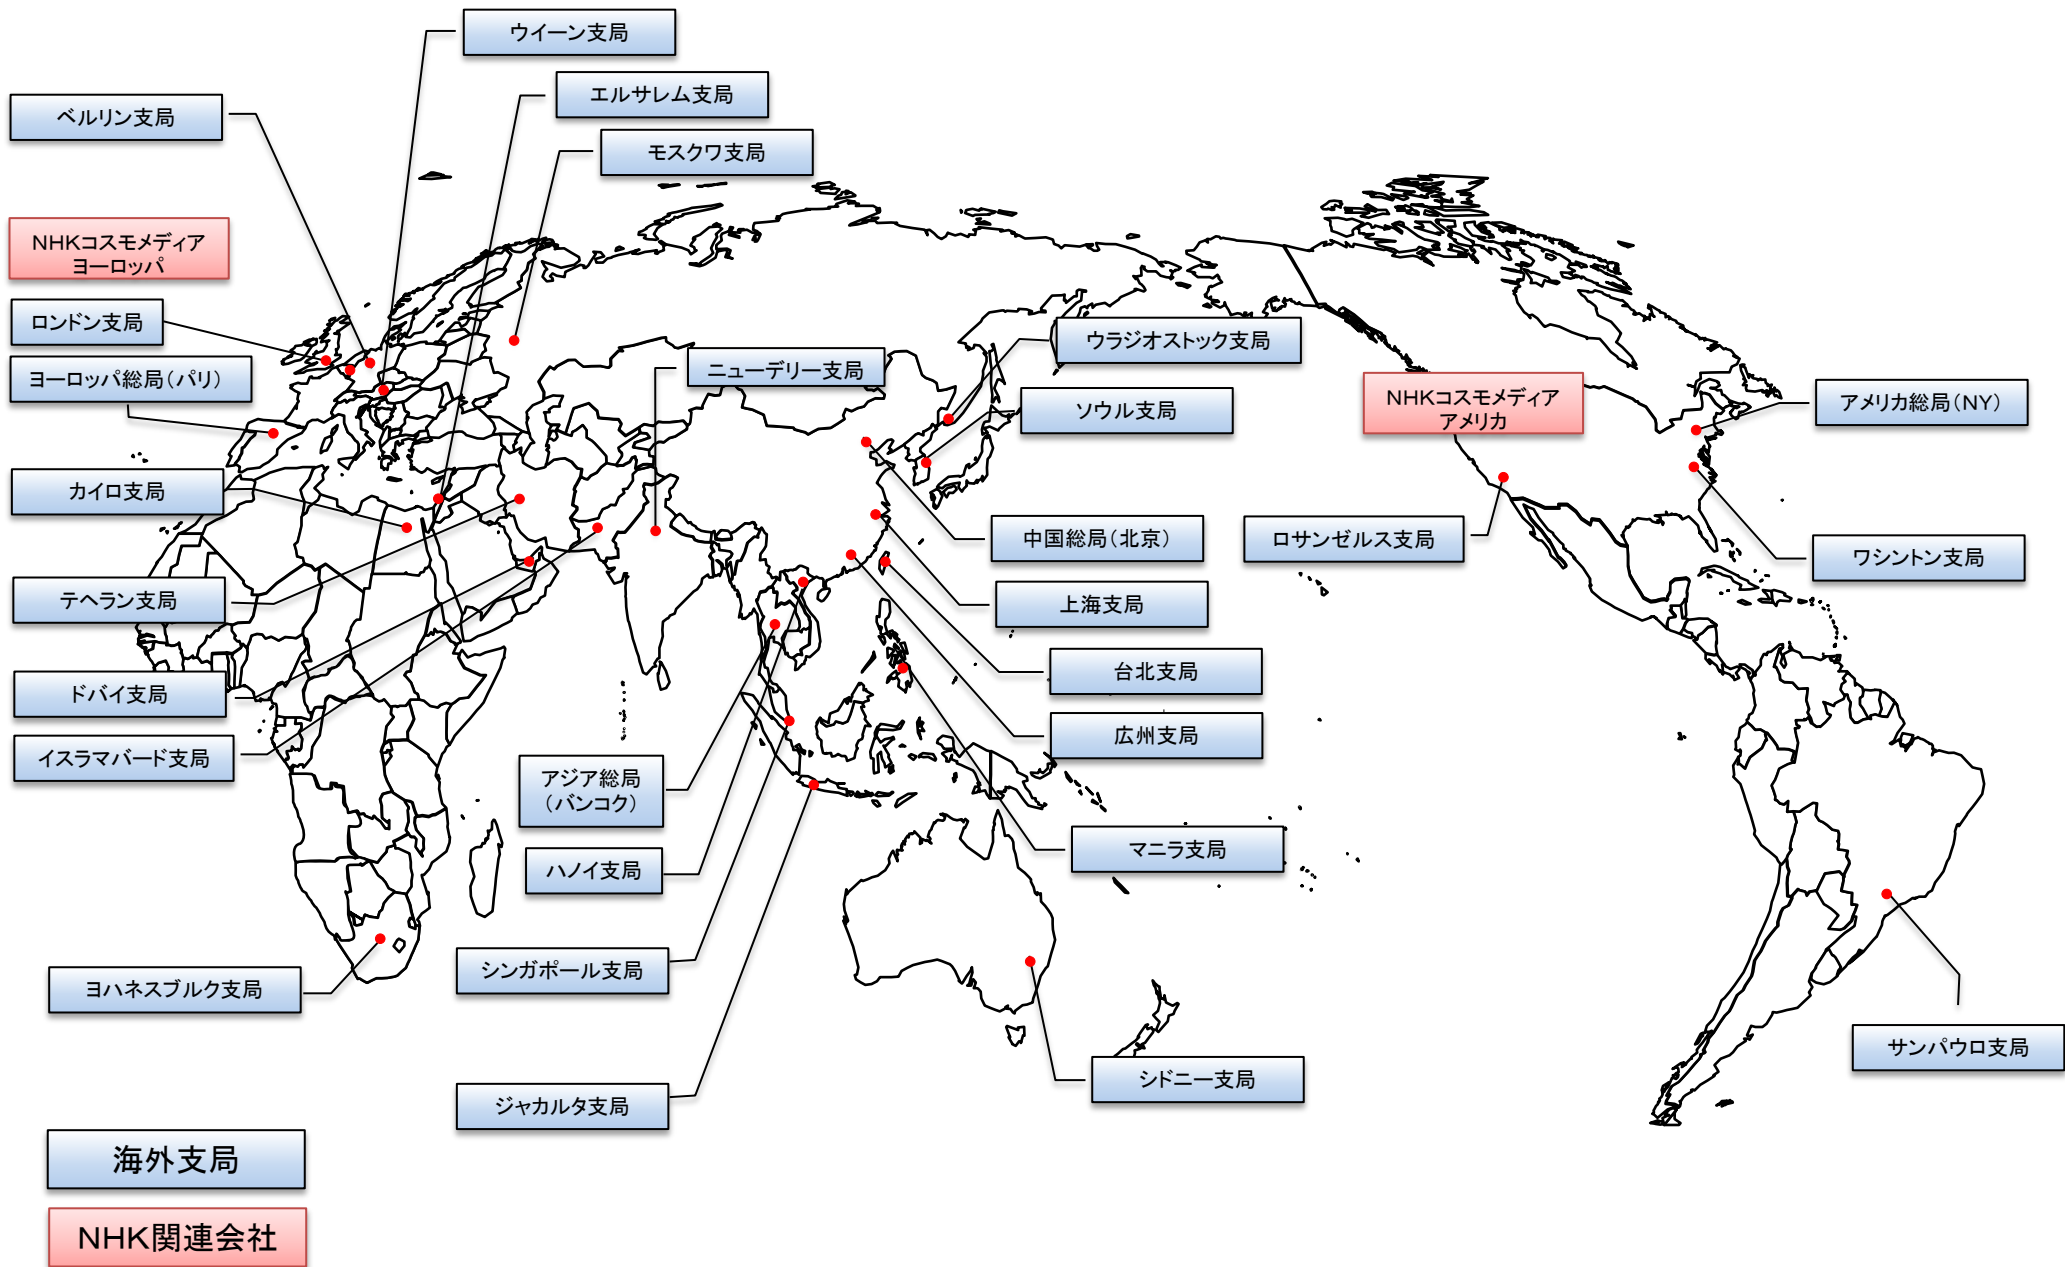 ウイーン支局
エルサレム支局
ベルリン支局
モスクワ支局
NHKコスモメディア
ヨーロッパ
ロンドン支局
ヨーロッパ総局(パリ)
ニューデリー支局
ウラジオストック支局
ソウル支局
NHKコスモメディア
アメリカ
アメリカ総局(NY)
カイロ支局
中国総局(北京)
ロサンゼルス支局
ワシントン支局
テヘラン支局
上海支局
ドバイ支局
台北支局
イスラマバード支局
広州支局
アジア総局
(バンコク)
ハノイ支局
マニラ支局
シンガポール支局
ヨハネスブルク支局
サンパウロ支局
シドニー支局
ジャカルタ支局
海外支局
NHK関連会社